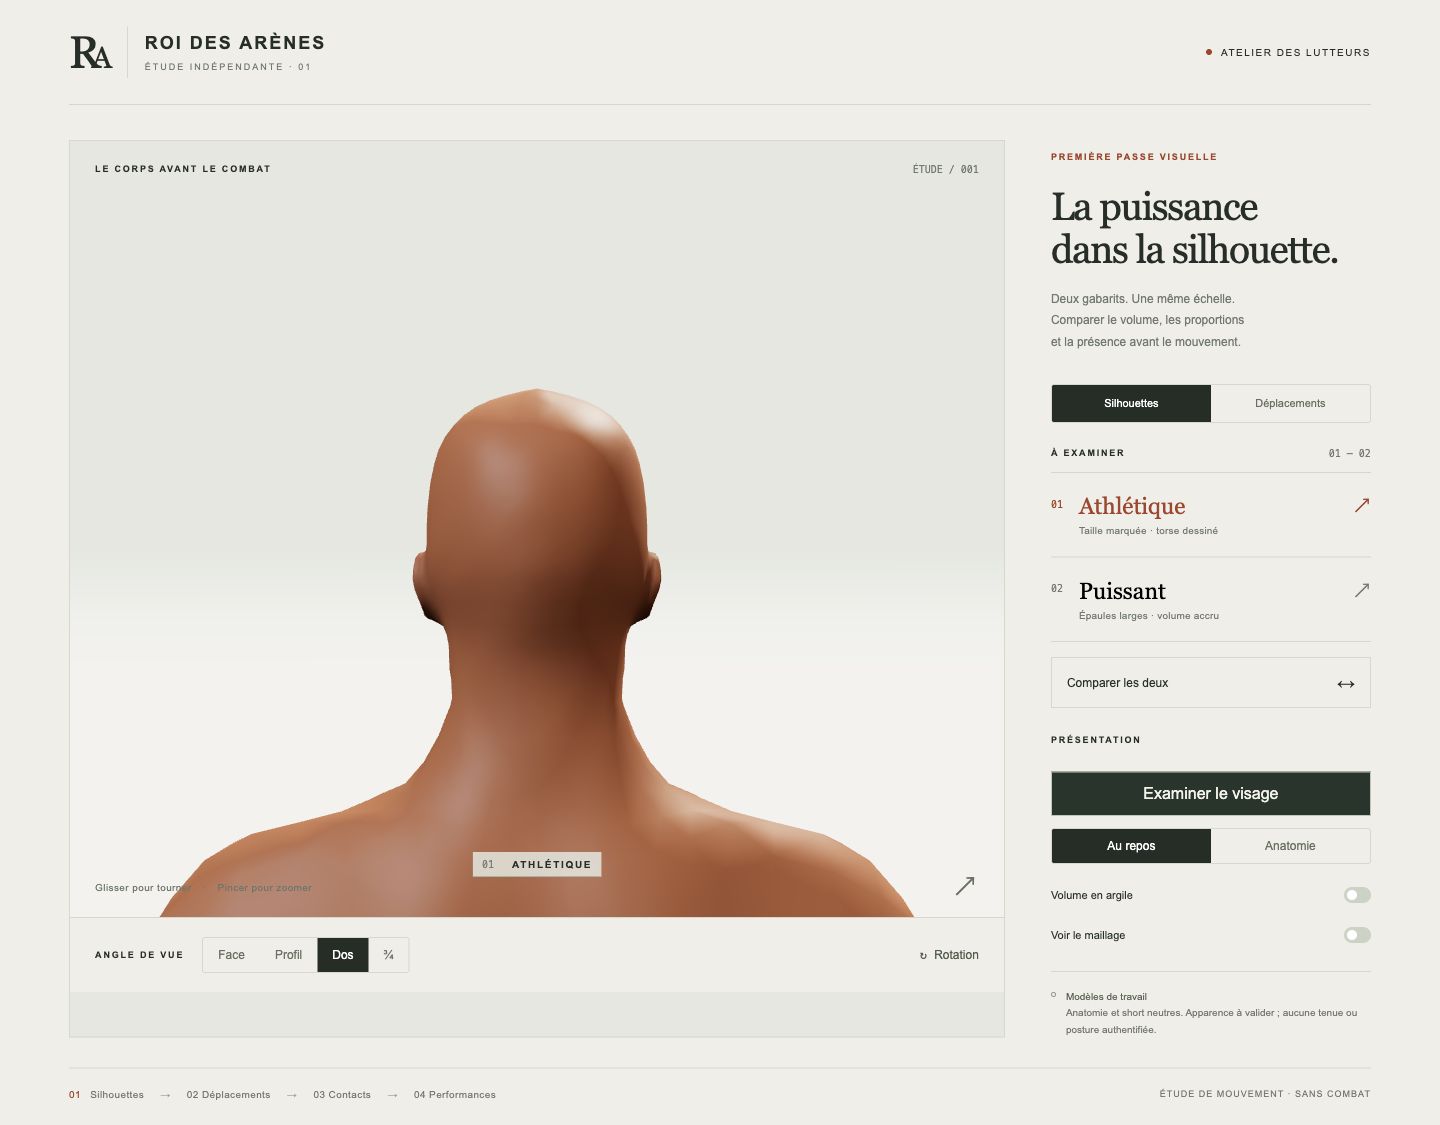 RA
ROI DES ARÈNES
ÉTUDE INDÉPENDANTE · 01
ATELIER DES LUTTEURS
LE CORPS AVANT LE COMBAT
ÉTUDE / 001
01 ATHLÉTIQUE
Glisser pour tourner · Pincer pour zoomer
ANGLE DE VUE
Face
Profil
Dos
¾
↻ Rotation
PREMIÈRE PASSE VISUELLE
La puissance
dans la silhouette.
Deux gabarits. Une même échelle.
Comparer le volume, les proportions
et la présence avant le mouvement.
Silhouettes
Déplacements
À EXAMINER
01 — 02
01 Athlétique ↗
Taille marquée · torse dessiné
02 Puissant ↗
Épaules larges · volume accru
Comparer les deux ↔
PRÉSENTATION
Examiner le visage
Au repos
Anatomie
Volume en argile
Voir le maillage
Modèles de travail
Anatomie et short neutres. Apparence à valider ; aucune tenue ou
posture authentifiée.
01 Silhouettes → 02 Déplacements → 03 Contacts → 04 Performances
ÉTUDE DE MOUVEMENT · SANS COMBAT